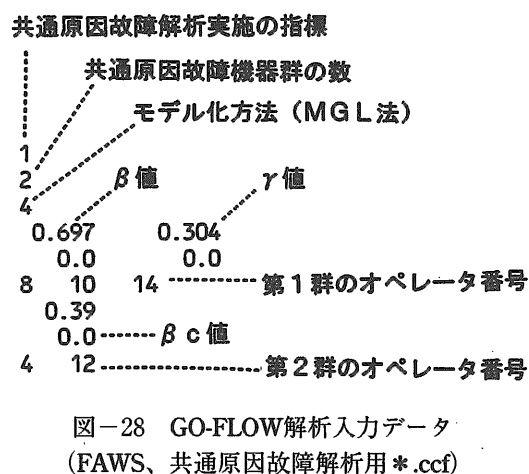 共通原因故障解析実施の指標
共通原因故障機器群の数
モデル化方法（MGL法）
1
2 β値 γ値
4
0.697 0.304
0.0 0.0
8 10 14 第1群のオペレータ番号
0.39
0.0 βc値
4 12 第2群のオペレータ番号
図－28 GO-FLOW解析入力データ
(FAWS、共通原因故障解析用＊.ccf)